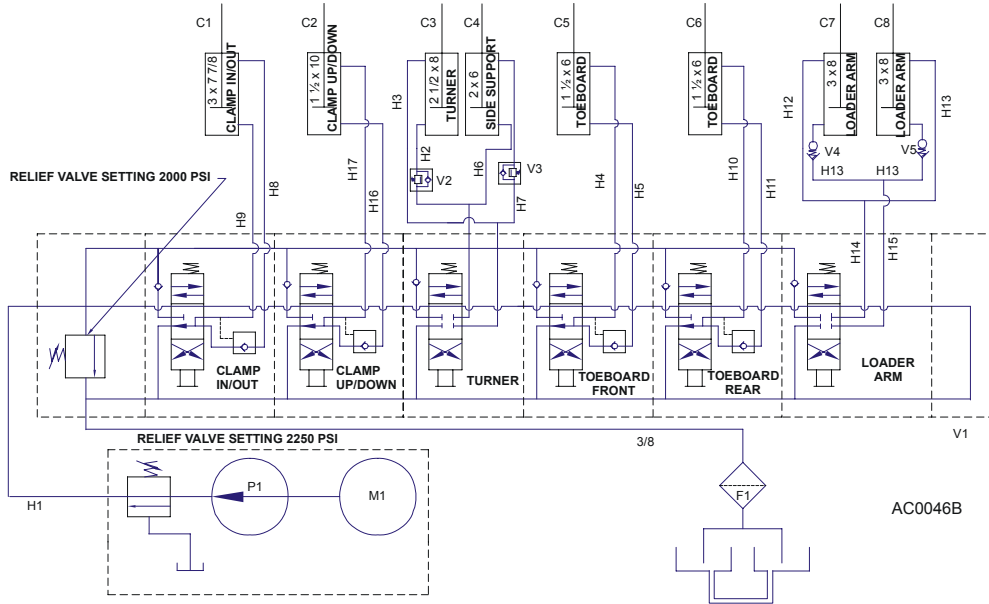 C1
C2
C3
C4
C5
C6
C7
C8
3 x 7 7/8
CLAMP IN/OUT
1 ½ x 10
CLAMP UP/DOWN
2 1/2 x 8
TURNER
2 x 6
SIDE SUPPORT
1 ½ x 6
TOEBOARD
1 ½ x 6
TOEBOARD
3 x 8
LOADER ARM
3 x 8
LOADER ARM
H3
H12
H13
H2
H6
V2
V3
V4
V5
H13
H13
RELIEF VALVE SETTING 2000 PSI
H9
H8
H17
H16
H7
H4
H5
H10
H11
H14
H15
CLAMP
IN/OUT
CLAMP
UP/DOWN
TURNER
TOEBOARD
FRONT
TOEBOARD
REAR
LOADER
ARM
RELIEF VALVE SETTING 2250 PSI
3/8
V1
H1
P1
M1
F1
AC0046B